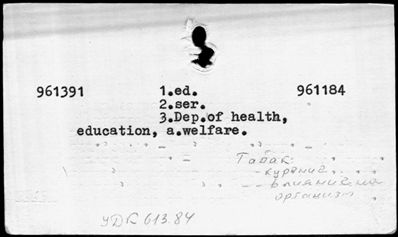 961391 1.ed. 961184
2.ser.
3.Dep.of health,
education, a.welfare.
Табак
- курение
- влияние на
организм
УДК 613.84